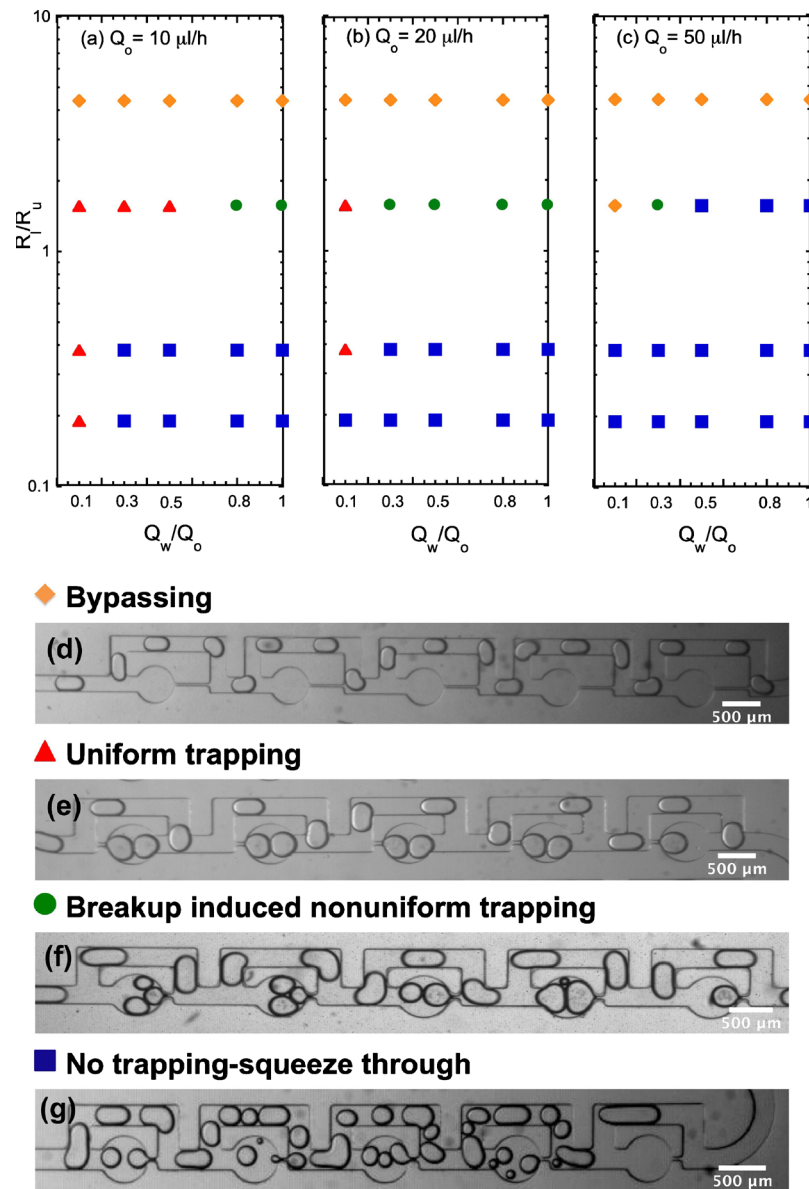 (a) Qo = 10 μl/h
(b) Qo = 20 μl/h
(c) Qo = 50 μl/h
10
1
0.1
Rl/Ru
0.1 0.3 0.5 0.8 1
0.1 0.3 0.5 0.8 1
0.1 0.3 0.5 0.8 1
Qw/Qo
Qw/Qo
Qw/Qo
Bypassing
(d)
500 μm
Uniform trapping
(e)
500 μm
Breakup induced nonuniform trapping
(f)
500 μm
No trapping-squeeze through
(g)
500 μm